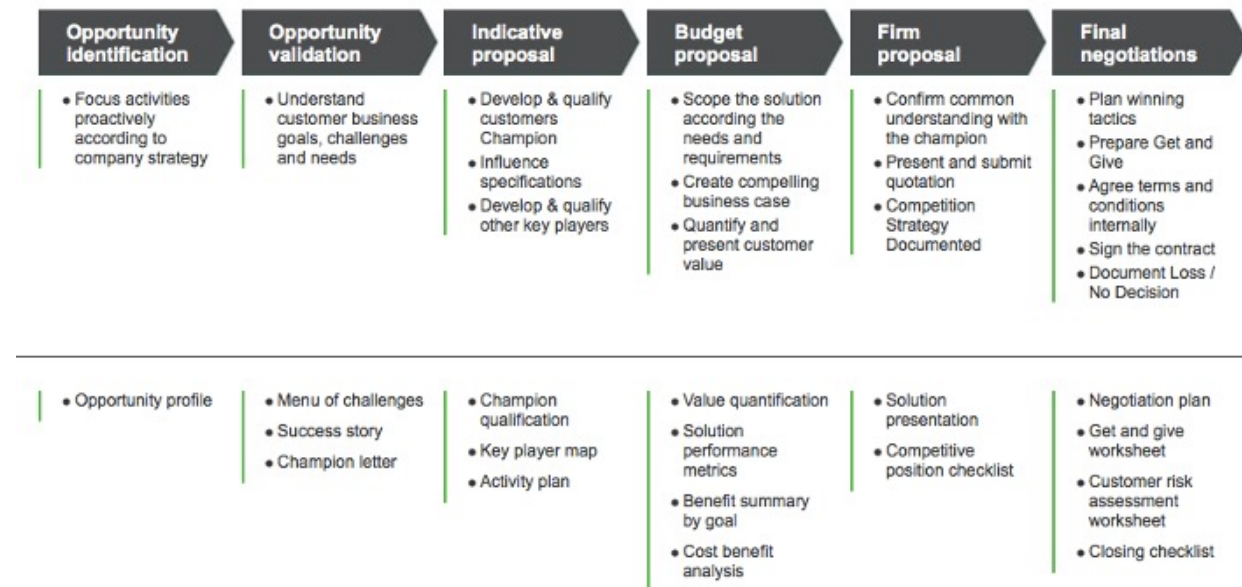 Opportunity
identification
Opportunity
validation
Indicative
proposal
Budget
proposal
Firm
proposal
Final
negotiations
• Focus activities
proactively
according to
company strategy
• Understand
customer business
goals, challenges
and needs
• Develop & qualify
customers
Champion
• Influence
specifications
• Develop & qualify
other key players
• Scope the solution
according the
needs and
requirements
• Create compelling
business case
• Quantify and
present customer
value
• Confirm common
understanding with
the champion
• Present and submit
quotation
• Competition
Strategy
Documented
• Plan winning
tactics
• Prepare Get and
Give
• Agree terms and
conditions
internally
• Sign the contract
• Document Loss /
No Decision
• Opportunity profile
• Menu of challenges
• Success story
• Champion letter
• Champion
qualification
• Key player map
• Activity plan
• Value quantification
• Solution
performance
metrics
• Benefit summary
by goal
• Cost benefit
analysis
• Solution
presentation
• Competitive
position checklist
• Negotiation plan
• Get and give
worksheet
• Customer risk
assessment
worksheet
• Closing checklist